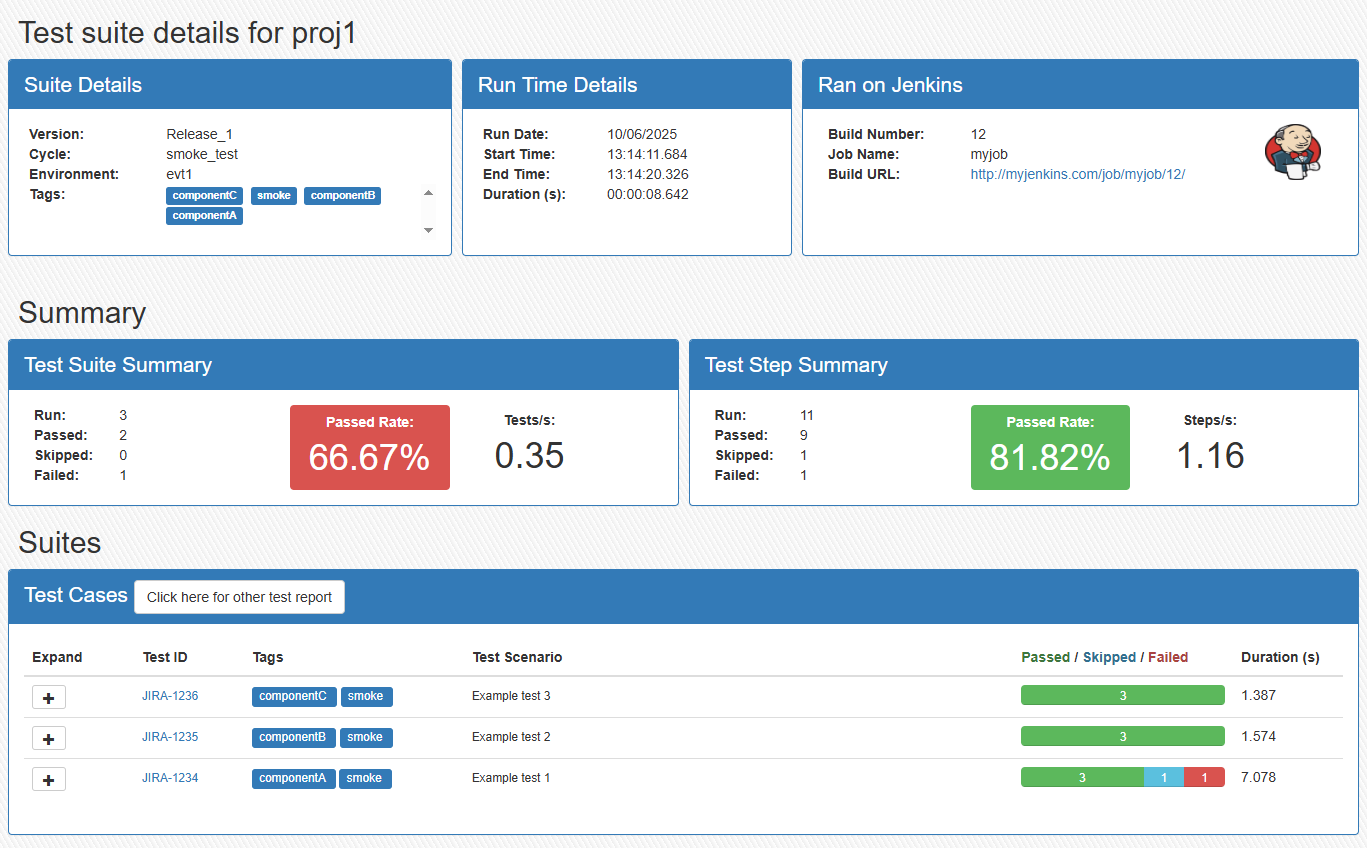 Test suite details for proj1
Suite Details
Version: Release_1
Cycle: smoke_test
Environment: evt1
Tags: componentC smoke componentB
componentA
Run Time Details
Run Date: 10/06/2025
Start Time: 13:14:11.684
End Time: 13:14:20.326
Duration (s): 00:00:08.642
Ran on Jenkins
Build Number: 12
Job Name: myjob
Build URL: http://myjenkins.com/job/myjob/12/
Summary
Test Suite Summary
Run: 3
Passed: 2
Skipped: 0
Failed: 1
Passed Rate:
66.67%
Tests/s:
0.35
Test Step Summary
Run: 11
Passed: 9
Skipped: 1
Failed: 1
Passed Rate:
81.82%
Steps/s:
1.16
Suites
Test Cases Click here for other test report
Expand Test ID Tags Test Scenario Passed / Skipped / Failed Duration (s)
+ JIRA-1236 componentC smoke Example test 3 3 1.387
+ JIRA-1235 componentB smoke Example test 2 3 1.574
+ JIRA-1234 componentA smoke Example test 1 3 1 1 7.078